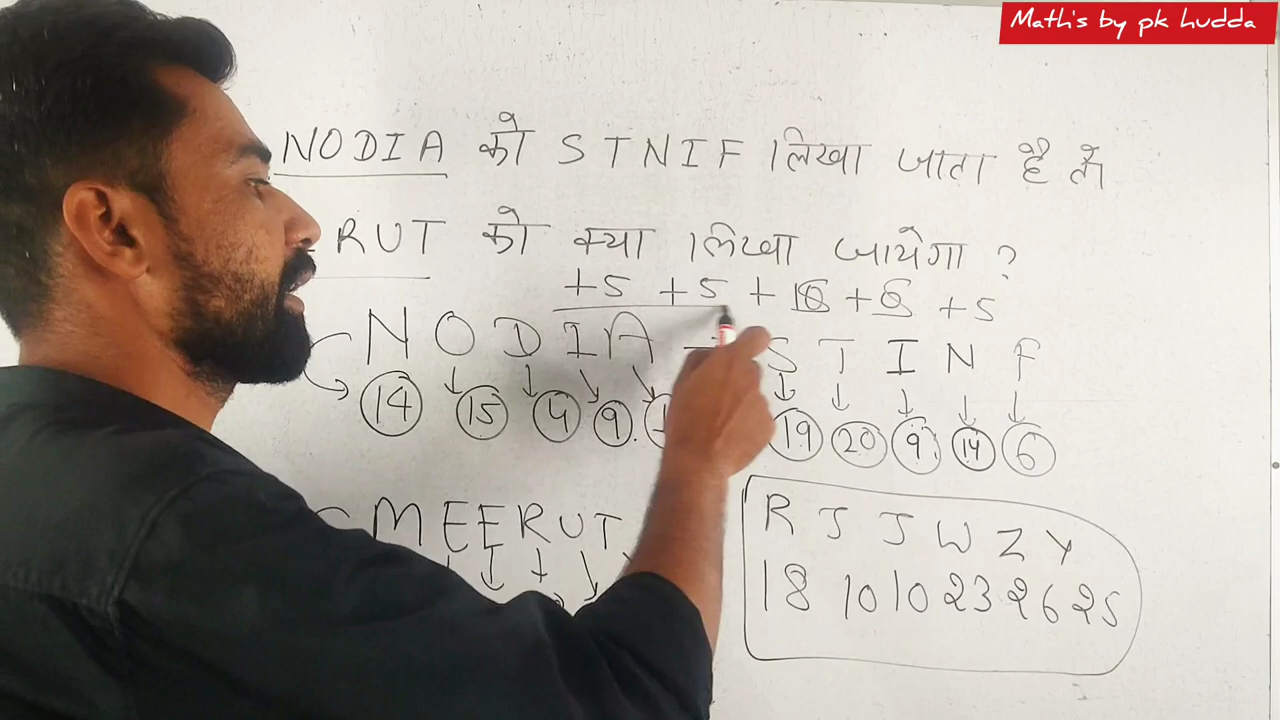 Math's by pk hudda
NODIA को STNIF लिखा जाता है तो
RUT को क्या लिखा जायेगा ?
+5 +5 + + +5
NODIA → S T I N F
14 15 4 9 19 20 9 14 6
MEERUT
R J J W Z Y
18 10 10 23 26 25